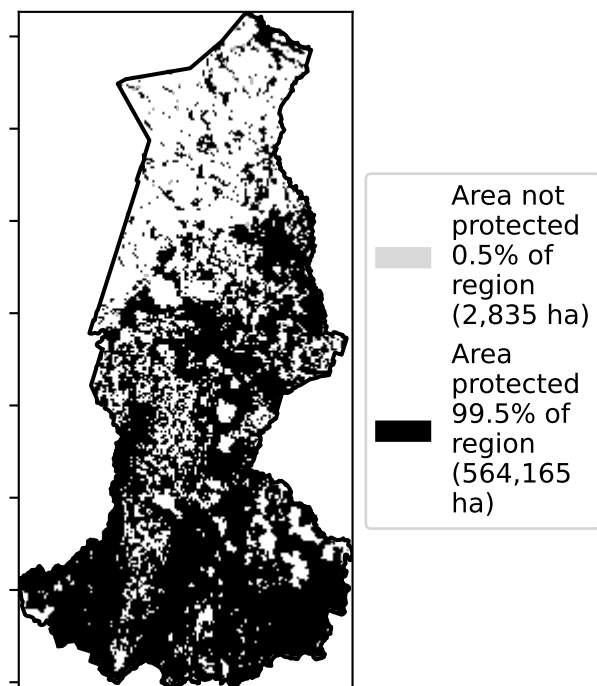 Area not
protected
0.5% of
region
(2,835 ha)
Area
protected
99.5% of
region
(564,165
ha)